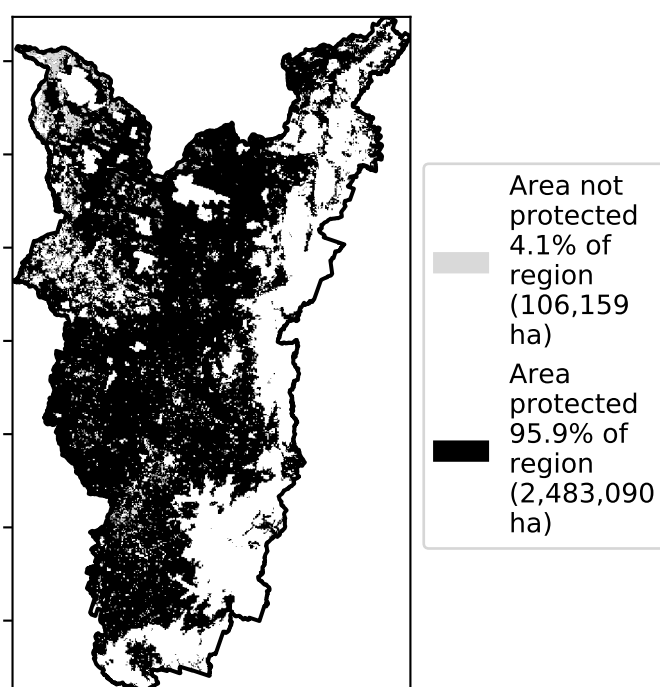 Area not
protected
4.1% of
region
(106,159
ha)
Area
protected
95.9% of
region
(2,483,090
ha)